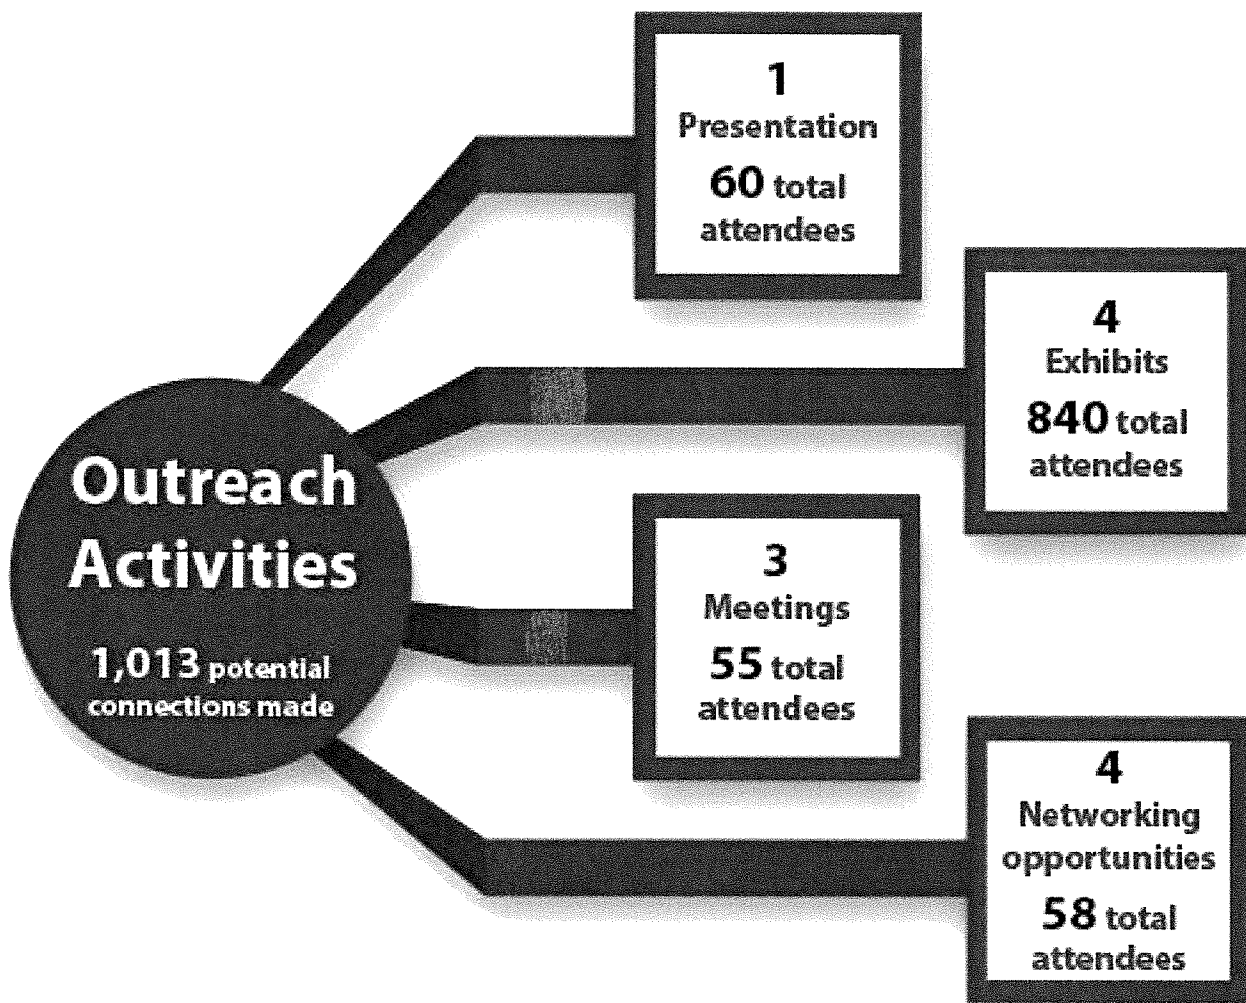 Outreach
Activities
1,013 potential
connections made
1
Presentation
60 total
attendees
4
Exhibits
840 total
attendees
3
Meetings
55 total
attendees
4
Networking
opportunities
58 total
attendees